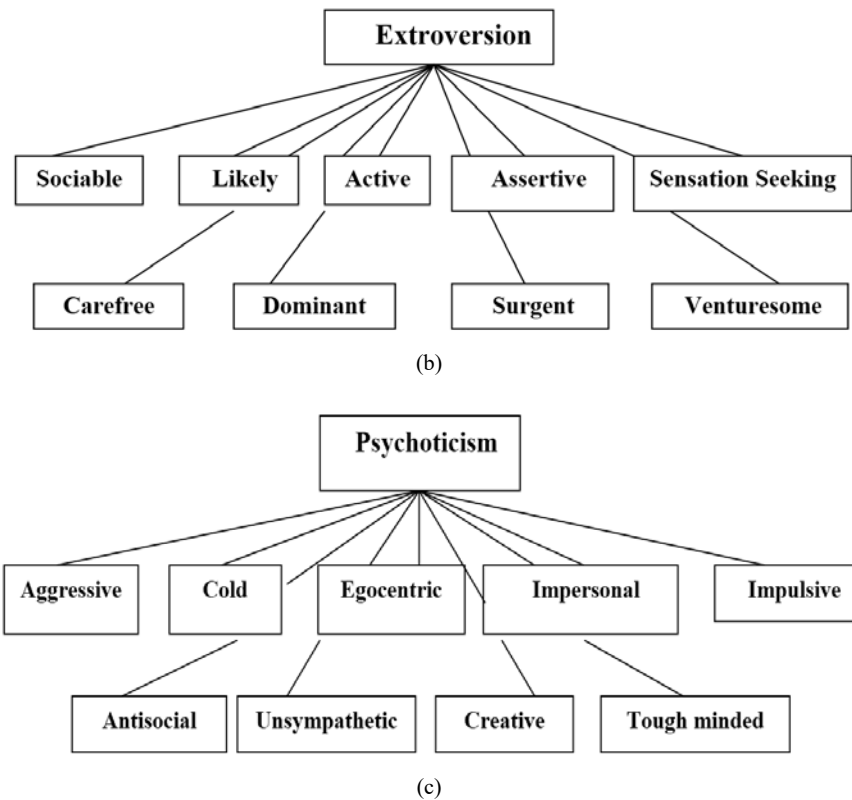 Extroversion
Sociable Likely Active Assertive Sensation Seeking
Carefree Dominant Surgent Venturesome
(b)
Psychoticism
Aggressive Cold Egocentric Impersonal Impulsive
Antisocial Unsympathetic Creative Tough minded
(c)